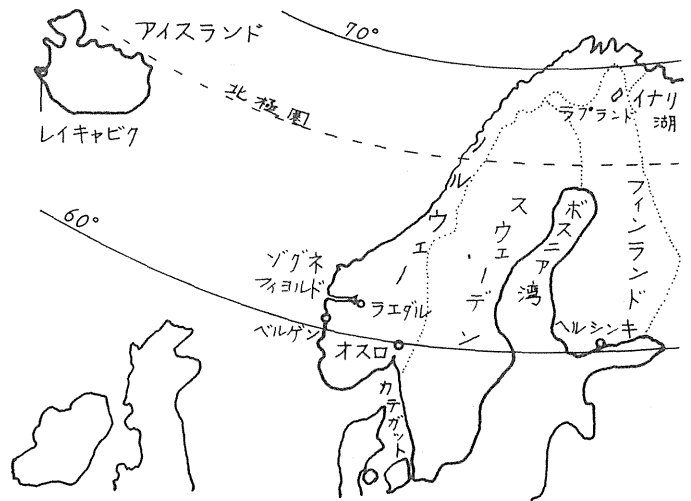 アイスランド
70°
北極圏
レイキャビク
ラプランド
イナリ
湖
ノルウェー
スウェーデン
ボスニア湾
フィンランド
60°
ゾグネ
フィヨルド
ラエダル
ベルゲン
オスロ
ヘルシンキ
カテガット